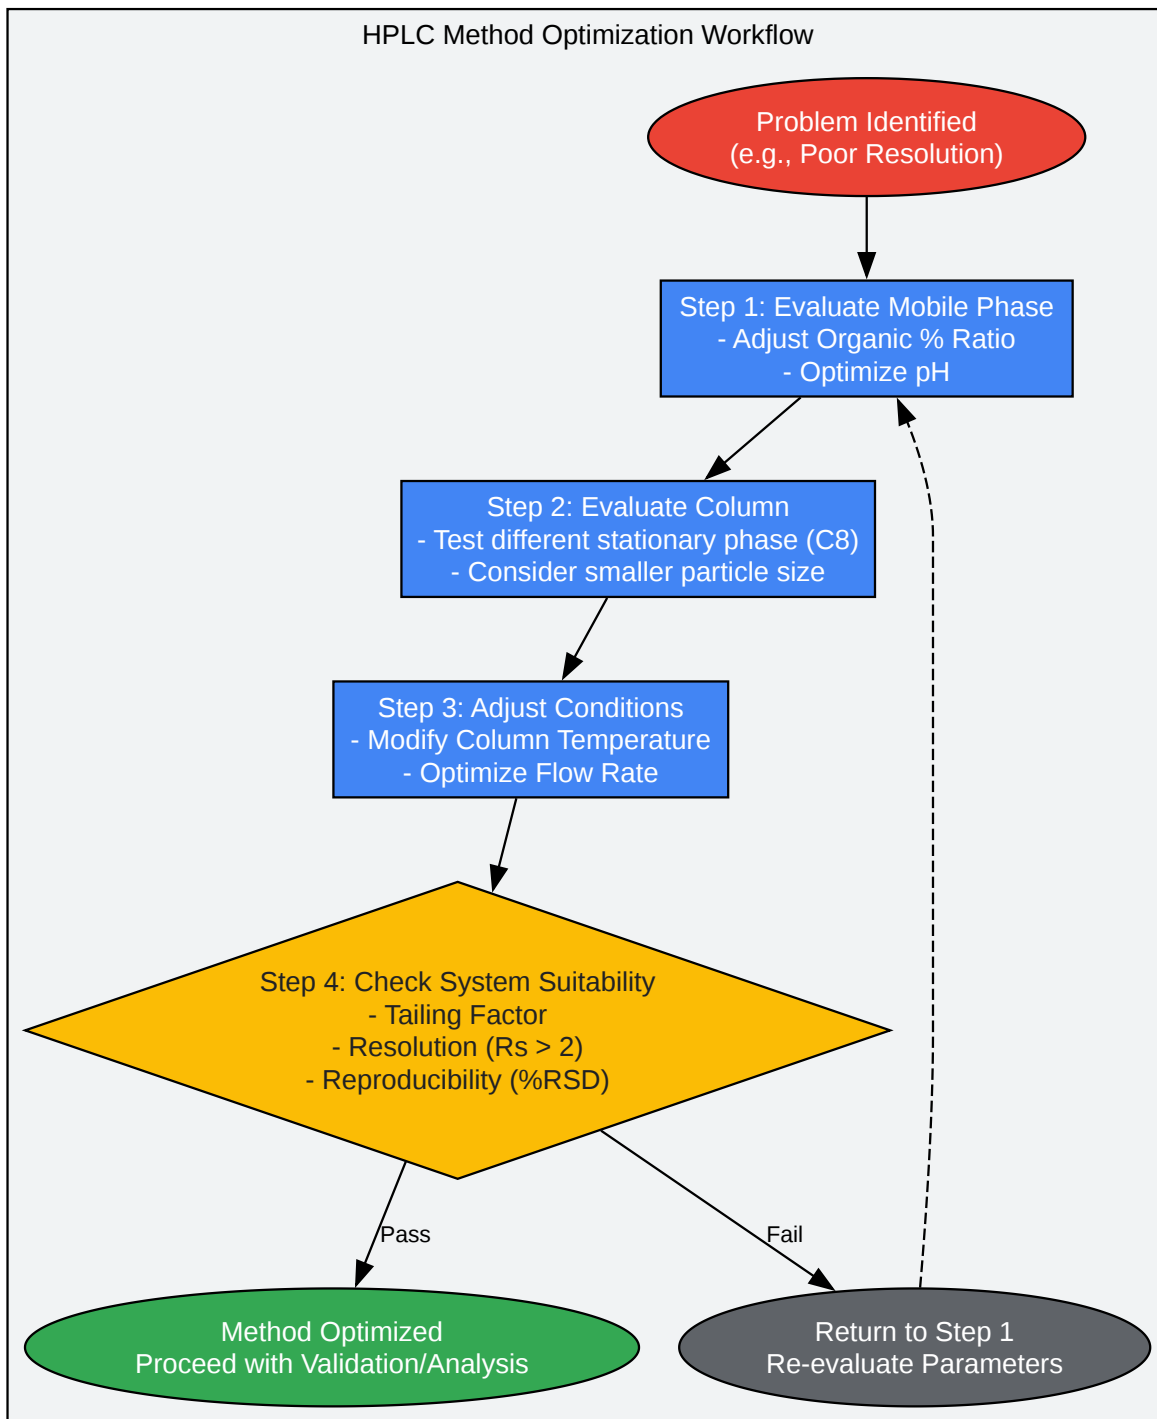 HPLC Method Optimization Workflow
Problem Identified
(e.g., Poor Resolution)
Step 1: Evaluate Mobile Phase
- Adjust Organic % Ratio
- Optimize pH
Step 2: Evaluate Column
- Test different stationary phase (C8)
- Consider smaller particle size
Step 3: Adjust Conditions
- Modify Column Temperature
- Optimize Flow Rate
Step 4: Check System Suitability
- Tailing Factor
- Resolution (Rs > 2)
- Reproducibility (%RSD)
Pass
Fail
Method Optimized
Proceed with Validation/Analysis
Return to Step 1
Re-evaluate Parameters